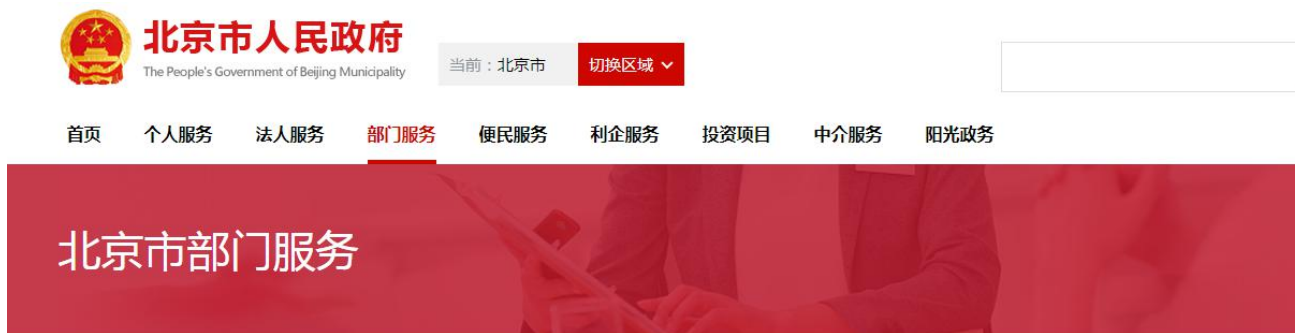 北京市人民政府
The People's Government of Beijing Municipality
当前：北京市 切换区域
首页 个人服务 法人服务 部门服务 便民服务 利企服务 投资项目 中介服务 阳光政务
北京市部门服务